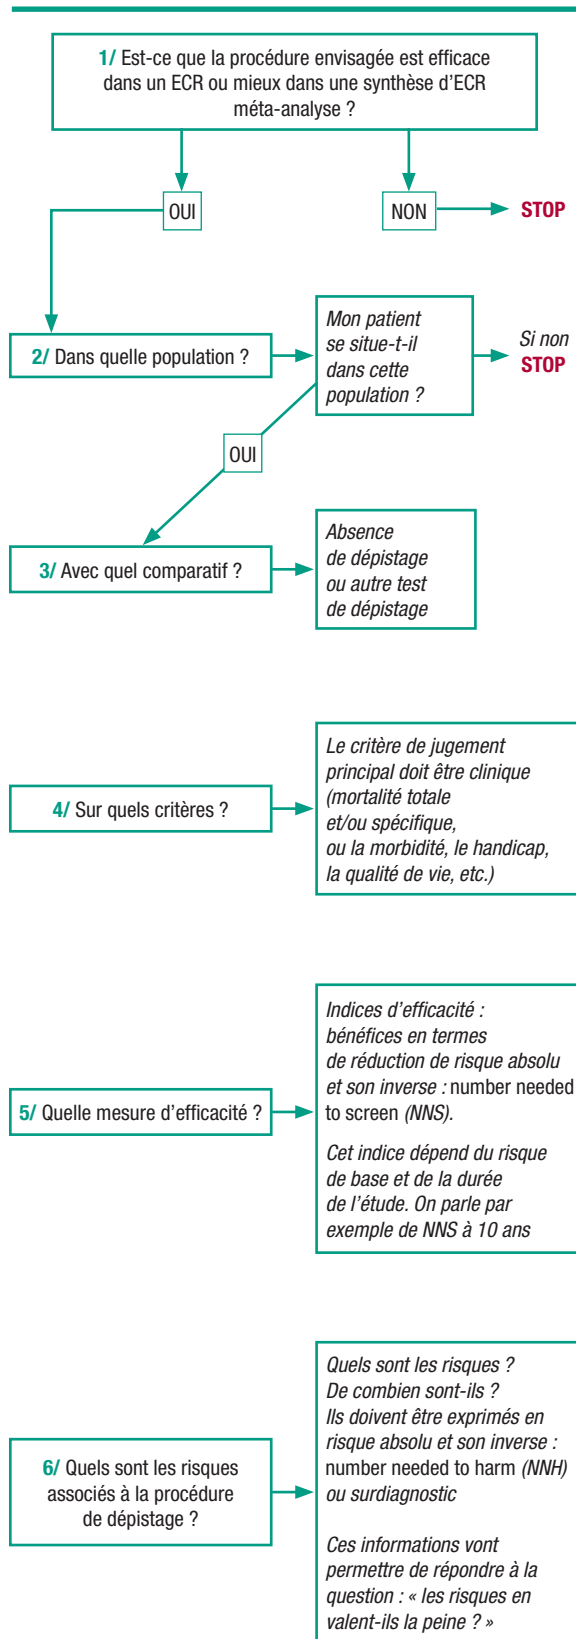 1/ Est-ce que la procédure envisagée est efficace
dans un ECR ou mieux dans une synthèse d'ECR
méta-analyse ?
OUI
NON
STOP
2/ Dans quelle population ?
Mon patient
se situe-t-il
dans cette
population ?
Si non
STOP
OUI
3/ Avec quel comparatif ?
Absence
de dépistage
ou autre test
de dépistage
4/ Sur quels critères ?
Le critère de jugement
principal doit être clinique
(mortalité totale
et/ou spécifique,
ou la morbidité, le handicap,
la qualité de vie, etc.)
5/ Quelle mesure d'efficacité ?
Indices d'efficacité :
bénéfices en termes
de réduction de risque absolu
et son inverse : number needed
to screen (NNS).
Cet indice dépend du risque
de base et de la durée
de l'étude. On parle par
exemple de NNS à 10 ans
6/ Quels sont les risques
associés à la procédure
de dépistage ?
Quels sont les risques ?
De combien sont-ils ?
Ils doivent être exprimés en
risque absolu et son inverse :
number needed to harm (NNH)
ou surdiagnostic
Ces informations vont
permettre de répondre à la
question : « les risques en
valent-ils la peine ? »